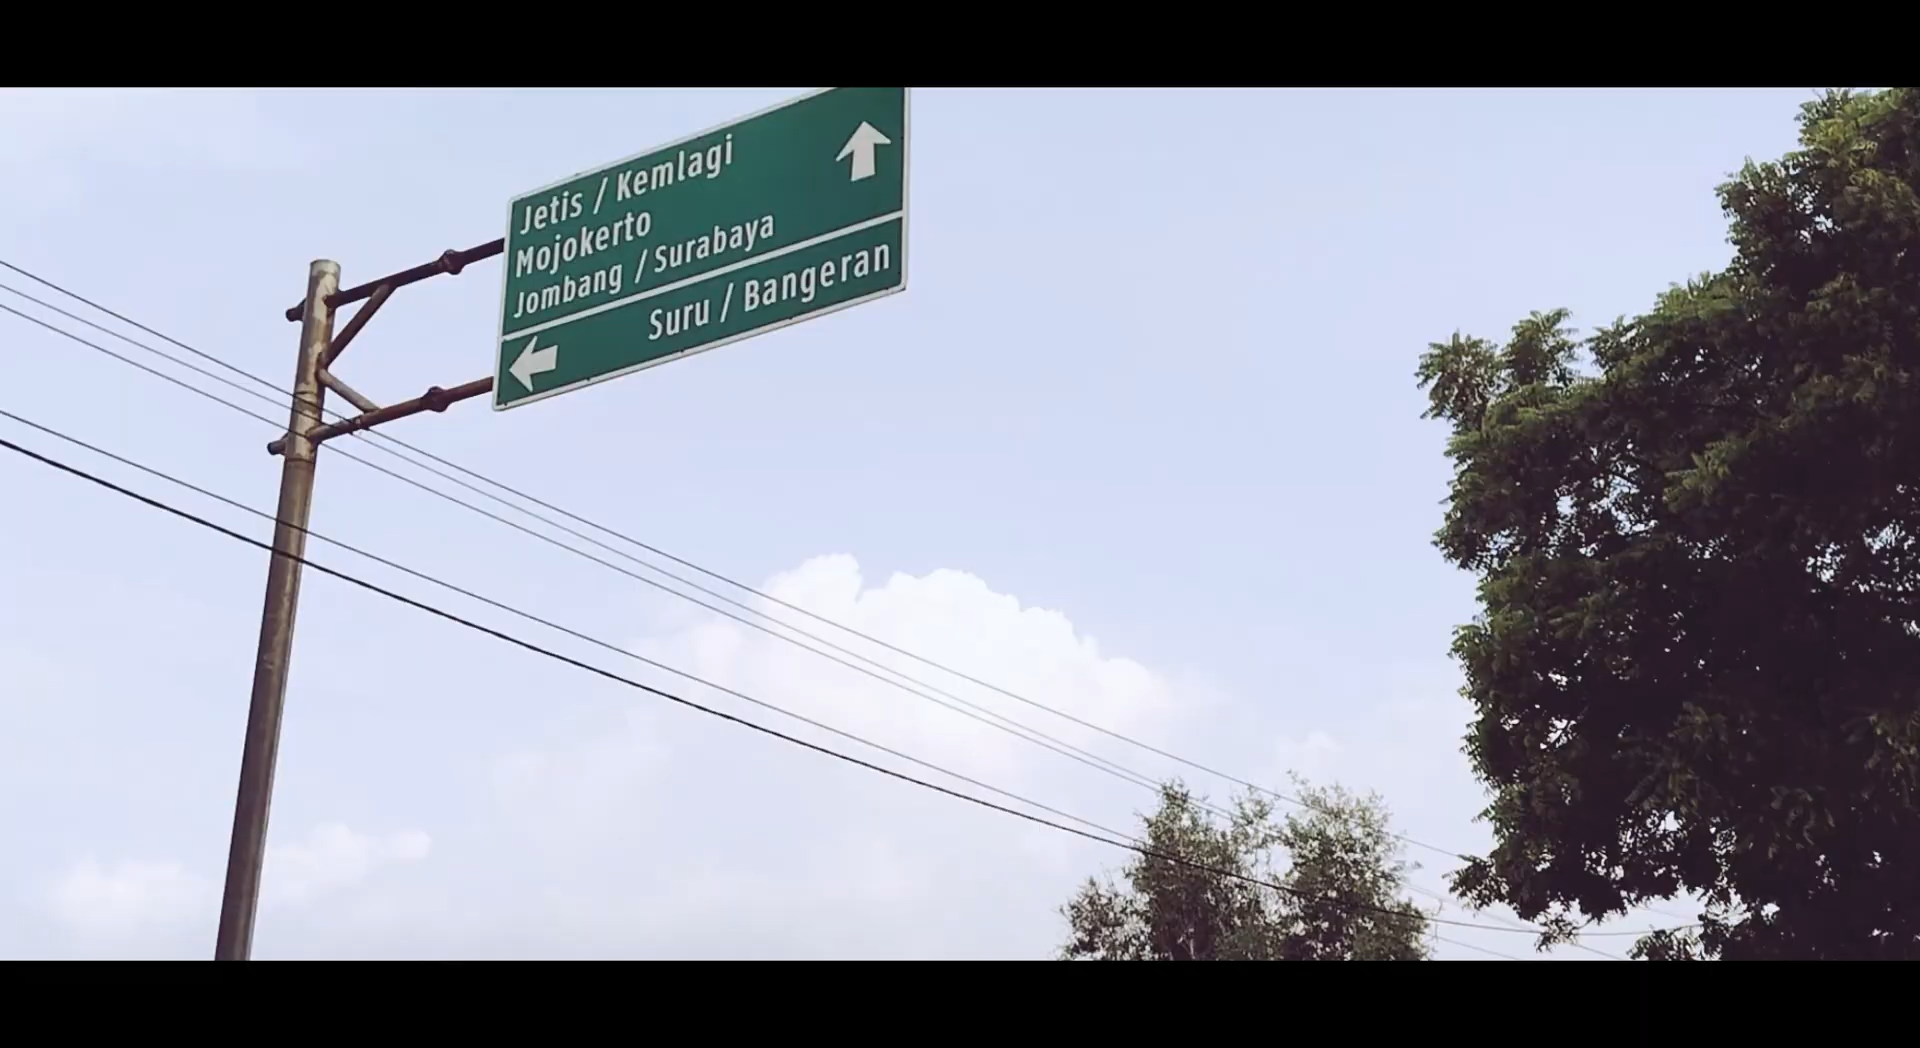 Jetis / Kemlagi
Mojokerto
Jombang / Surabaya
Suru / Bangeran